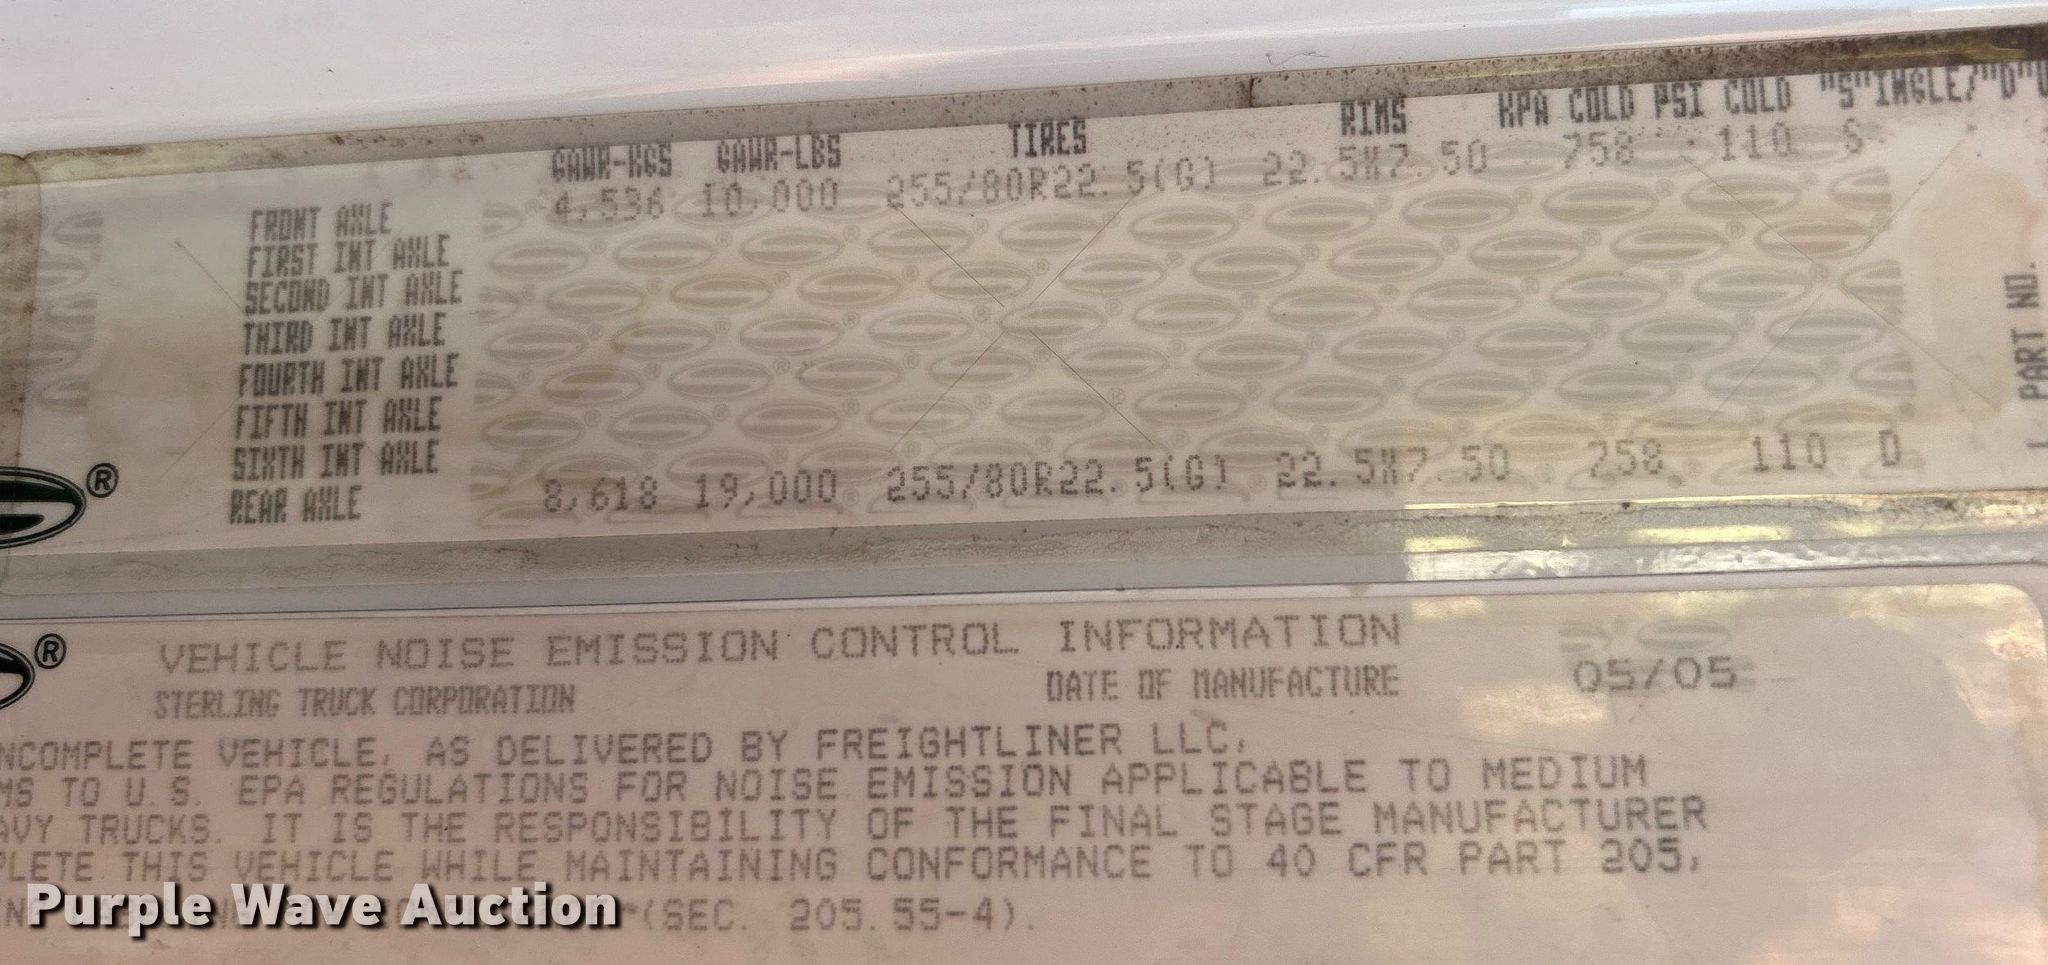 GAWR-KGS GAWR-LBS TIRES RIMS KPA COLD PSI COLD "S"INGLE/"D"U
FRONT AXLE 4,536 10,000 255/80R22.5(G) 22.5X7.50 758 110 S
FIRST INT AXLE
SECOND INT AXLE
THIRD INT AXLE
FOURTH INT AXLE
FIFTH INT AXLE
SIXTH INT AXLE
REAR AXLE 8,618 19,000 255/80R22.5(G) 22.5X7.50 758 110 D
PART NO.
®
®
VEHICLE NOISE EMISSION CONTROL INFORMATION
STERLING TRUCK CORPORATION DATE OF MANUFACTURE 05/05
NCOMPLETE VEHICLE, AS DELIVERED BY FREIGHTLINER LLC,
MS TO U.S. EPA REGULATIONS FOR NOISE EMISSION APPLICABLE TO MEDIUM
AVY TRUCKS. IT IS THE RESPONSIBILITY OF THE FINAL STAGE MANUFACTURER
PLETE THIS VEHICLE WHILE MAINTAINING CONFORMANCE TO 40 CFR PART 205,
(SEC. 205.55-4).
Purple Wave Auction